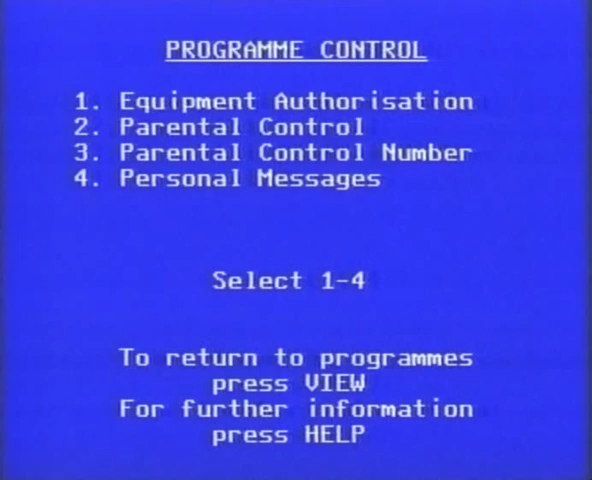 PROGRAMME CONTROL
1. Equipment Authorisation
2. Parental Control
3. Parental Control Number
4. Personal Messages
Select 1-4
To return to programmes
press VIEW
For further information
press HELP